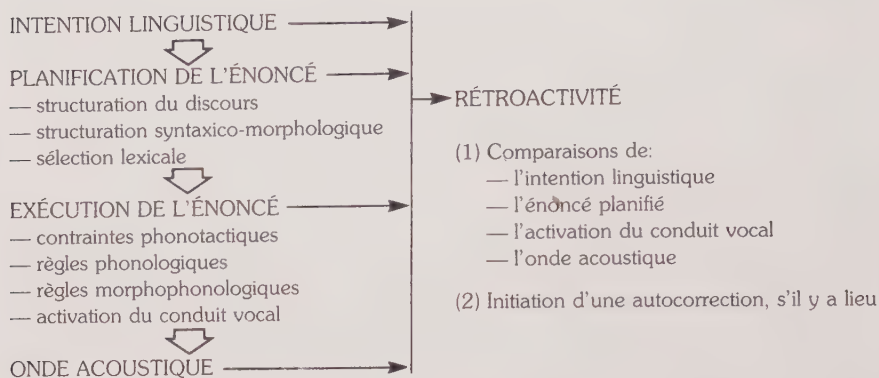 INTENTION LINGUISTIQUE
PLANIFICATION DE L'ÉNONCÉ
— structuration du discours
— structuration syntaxico-morphologique
— sélection lexicale
EXÉCUTION DE L'ÉNONCÉ
— contraintes phonotactiques
— règles phonologiques
— règles morphophonologiques
— activation du conduit vocal
ONDE ACOUSTIQUE
RÉTROACTIVITÉ
(1) Comparaisons de:
— l'intention linguistique
— l'énoncé planifié
— l'activation du conduit vocal
— l'onde acoustique
(2) Initiation d'une autocorrection, s'il y a lieu